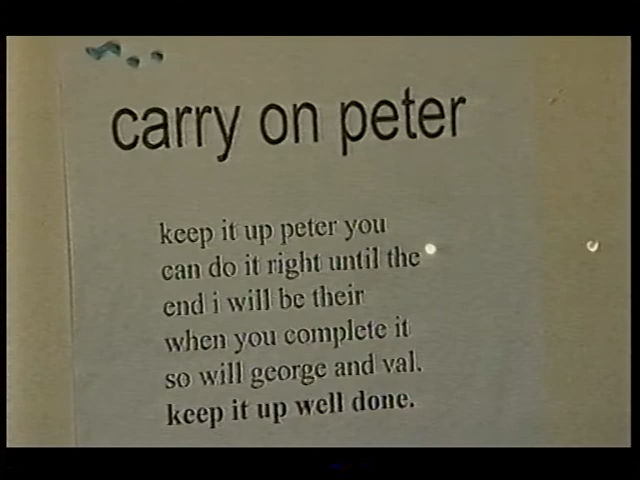 carry on peter
keep it up peter you
can do it right until the
end i will be their
when you complete it
so will george and val.
keep it up well done.